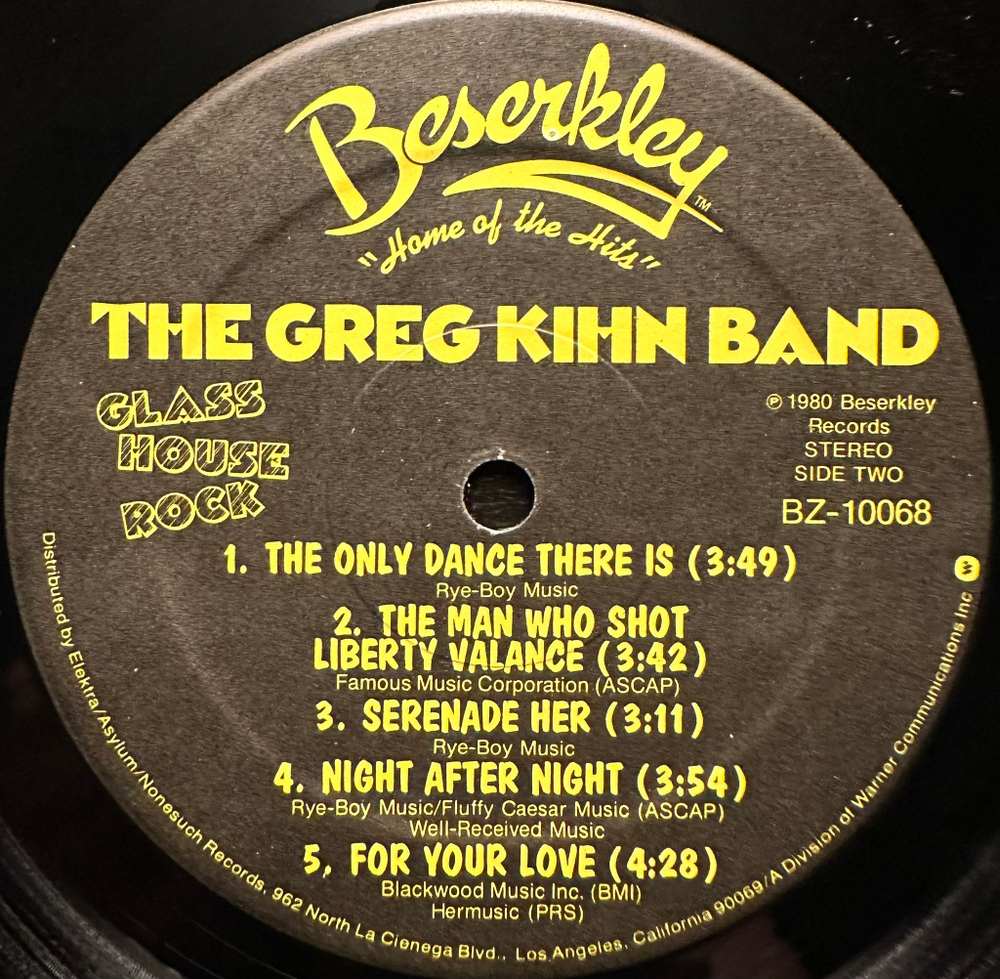 Beserkley™
"Home of the Hits"
THE GREG KIHN BAND
GLASS
HOUSE
ROCK
℗ 1980 Beserkley
Records
STEREO
SIDE TWO
BZ-10068
1. THE ONLY DANCE THERE IS (3:49)
Rye-Boy Music
2. THE MAN WHO SHOT
LIBERTY VALANCE (3:42)
Famous Music Corporation (ASCAP)
3. SERENADE HER (3:11)
Rye-Boy Music
4. NIGHT AFTER NIGHT (3:54)
Rye-Boy Music/Fluffy Caesar Music (ASCAP)
Well-Received Music
5, FOR YOUR LOVE (4:28)
Blackwood Music Inc. (BMI)
Hermusic (PRS)
Distributed by Elektra/Asylum/Nonesuch Records, 962 North La Cienega Blvd., Los Angeles, California 90069/A Division of Warner Communications Inc W